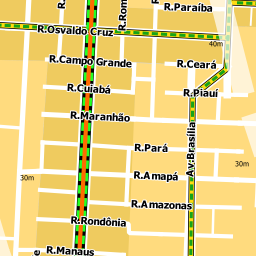 R.Paraíba
R.Osvaldo Cruz
40m
R.Campo Grande
R.Ceará
R.Cuiabá
R.Piauí
R.Maranhão
Av.Brasília
R.Pará
30m
R.Amapá
30m
R.Amazonas
R.Rondônia
R.Manaus